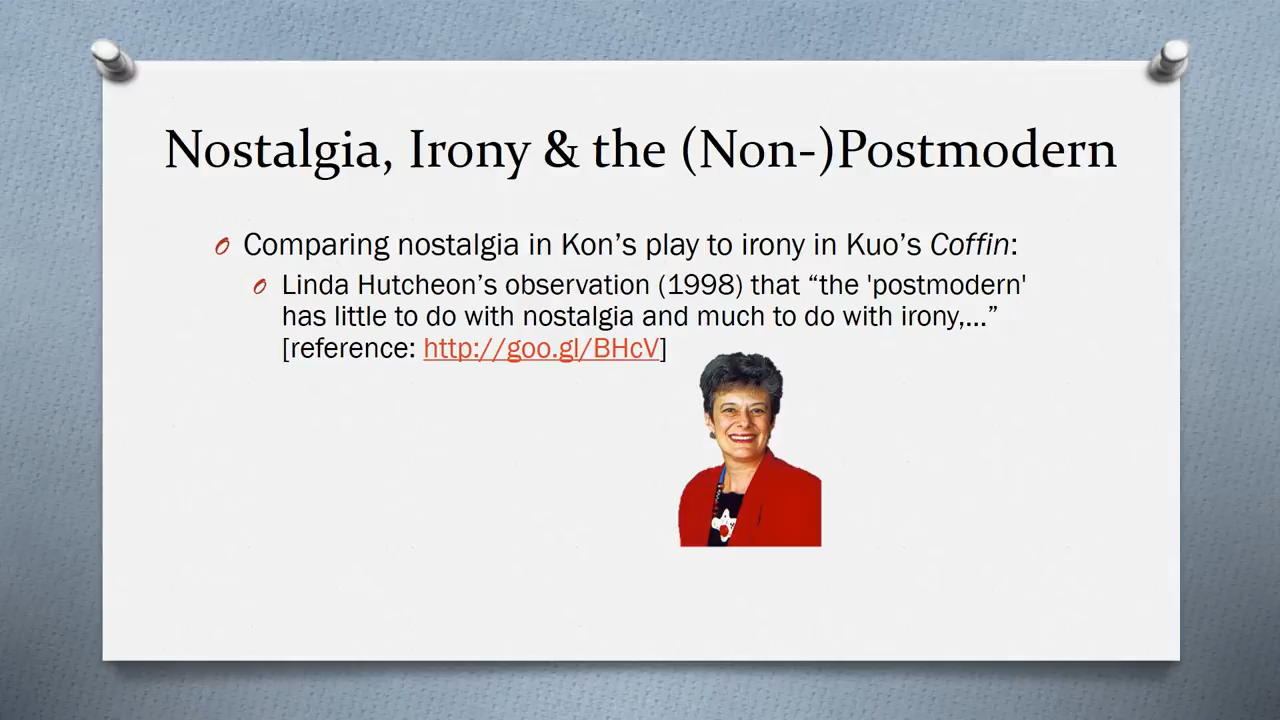 Nostalgia, Irony & the (Non-)Postmodern
Comparing nostalgia in Kon’s play to irony in Kuo’s Coffin:
Linda Hutcheon’s observation (1998) that “the 'postmodern'
has little to do with nostalgia and much to do with irony,...”
[reference: http://goo.gl/BHcV]